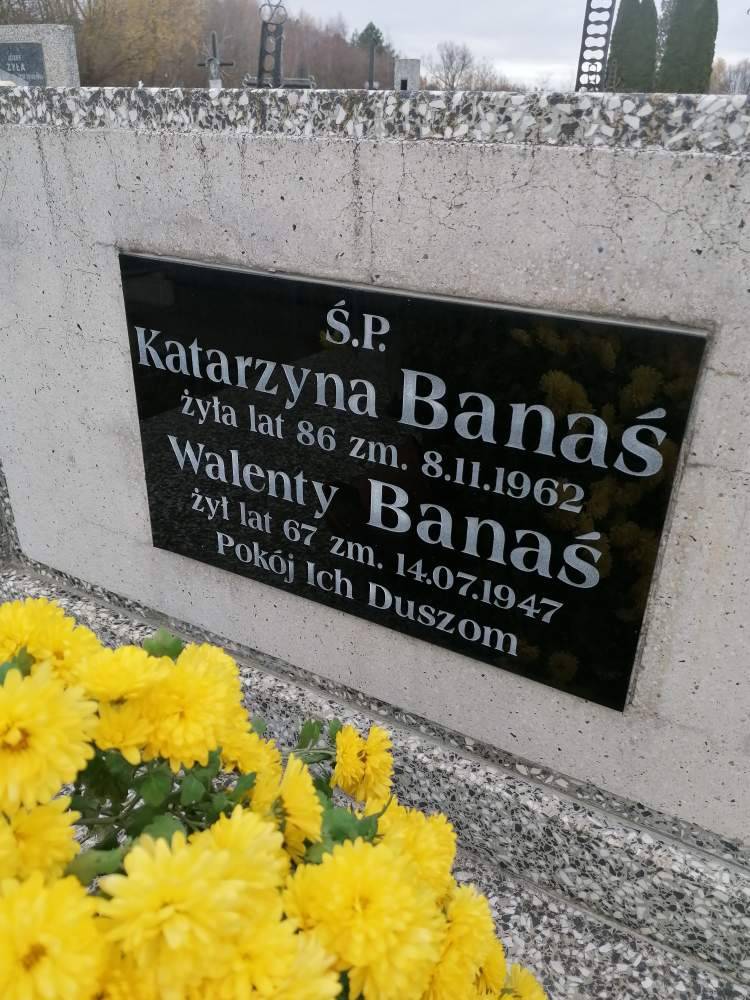 ŻYŁA
Ś.P.
Katarzyna Banaś
żyła lat 86 zm. 8.11.1962
Walenty Banaś
żył lat 67 zm. 14.07.1947
Pokój Ich Duszom